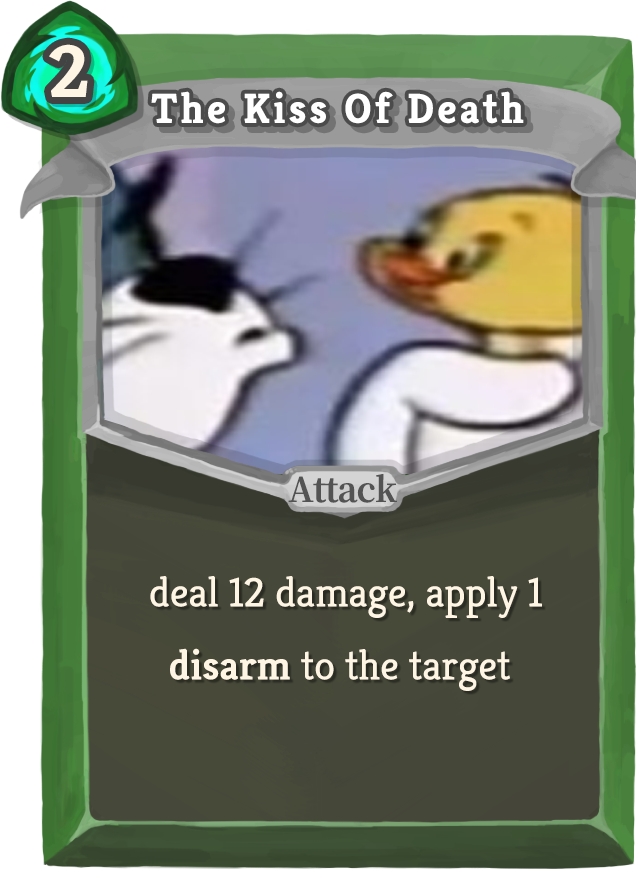 2
The Kiss Of Death
Attack
deal 12 damage, apply 1
disarm to the target